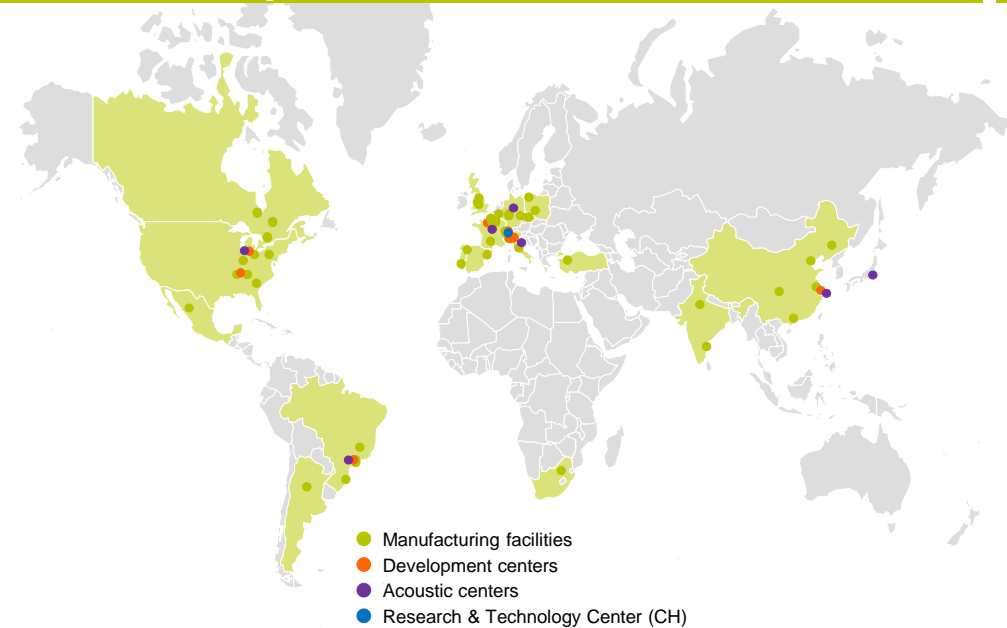 Manufacturing facilities
Development centers
Acoustic centers
Research & Technology Center (CH)